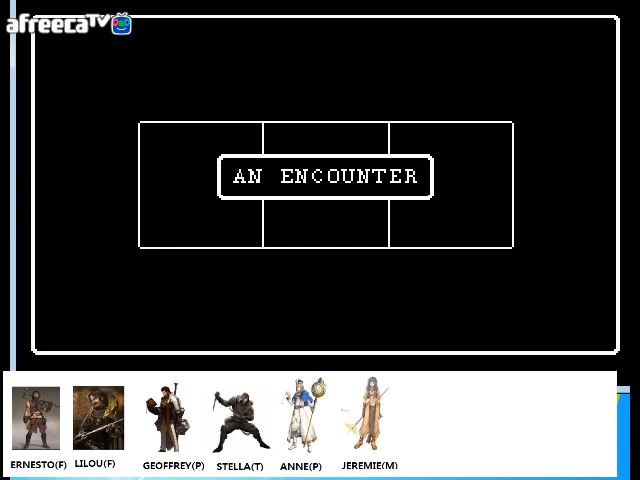 afreecaTV
AN ENCOUNTER
ERNESTO(F) LILOU(F) GEOFFREY(P) STELLA(T) ANNE(P) JEREMIE(M)